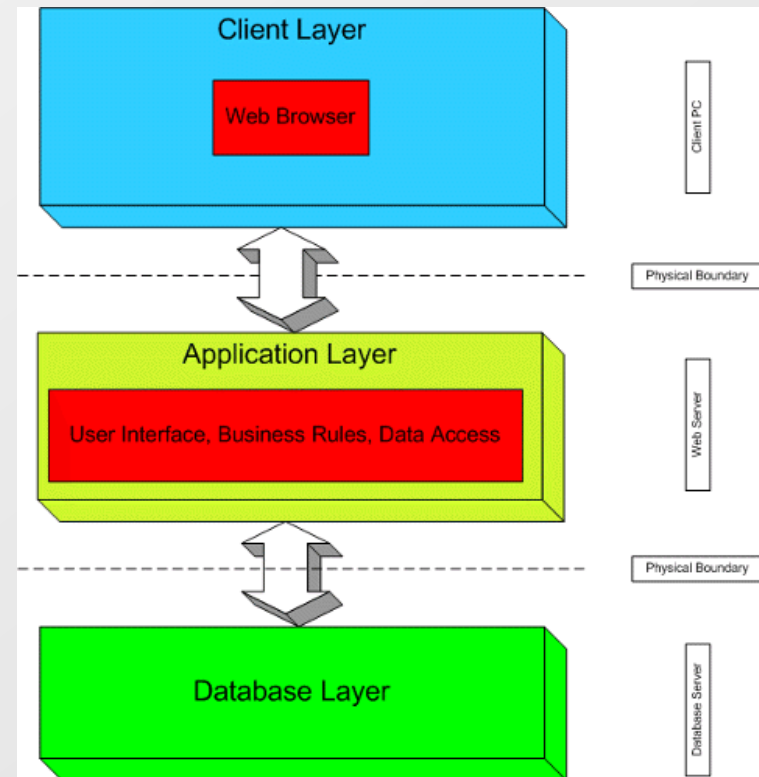 Client Layer
Web Browser
Client PC
Physical Boundary
Application Layer
User Interface, Business Rules, Data Access
Web Server
Physical Boundary
Database Layer
Database Server